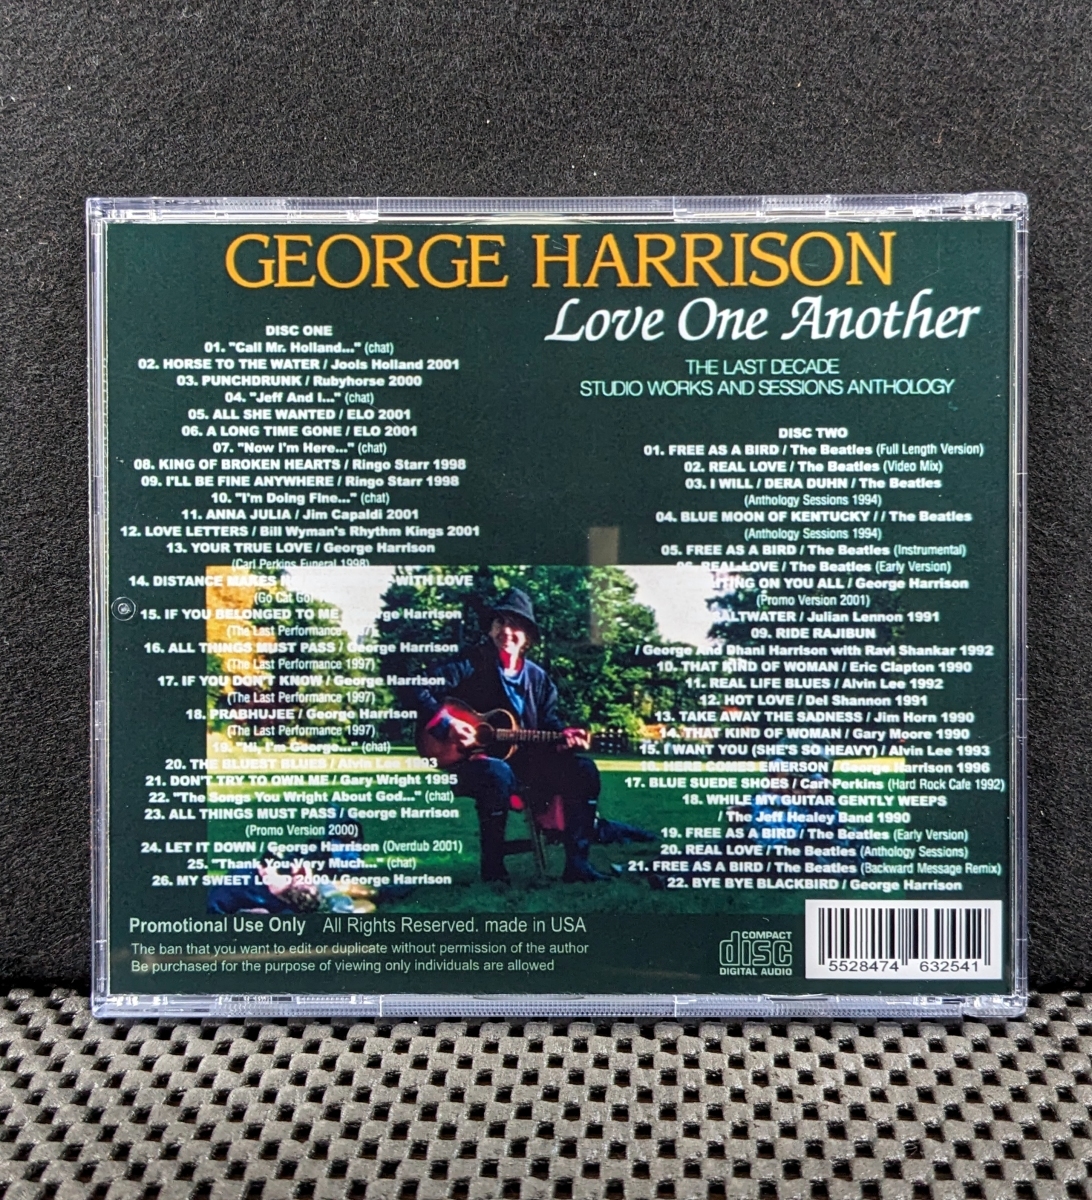 GEORGE HARRISON
Love One Another
THE LAST DECADE
STUDIO WORKS AND SESSIONS ANTHOLOGY
DISC ONE
01. "Call Mr. Holland..." (chat)
02. HORSE TO THE WATER / Jools Holland 2001
03. PUNCHDRUNK / Rubyhorse 2000
04. "Jeff And I..." (chat)
05. ALL SHE WANTED / ELO 2001
06. A LONG TIME GONE / ELO 2001
07. "Now I'm Here..." (chat)
08. KING OF BROKEN HEARTS / Ringo Starr 1998
09. I'LL BE FINE ANYWHERE / Ringo Starr 1998
10. "I'm Doing Fine..." (chat)
11. ANNA JULIA / Jim Capaldi 2001
12. LOVE LETTERS / Bill Wyman's Rhythm Kings 2001
13. YOUR TRUE LOVE / George Harrison
(Carl Perkins Funeral 1998)
14. DISTANCE MAKES WITH LOVE
(Go Cat Go!
15. IF YOU BELONGED TO ME / George Harrison
(The Last Performance 1997)
16. ALL THINGS MUST PASS / George Harrison
(The Last Performance 1997)
17. IF YOU DON'T KNOW / George Harrison
(The Last Performance 1997)
18. PRABHUJEE / George Harrison
(The Last Performance 1997)
19. "Hi, I'm George..." (chat)
20. THE BLUEST BLUES / Alvin Lee 1993
21. DON'T TRY TO OWN ME / Gary Wright 1995
22. "The Songs You Wright About God..." (chat)
23. ALL THINGS MUST PASS / George Harrison
(Promo Version 2000)
24. LET IT DOWN / George Harrison (Overdub 2001)
25. "Thank You Very Much..." (chat)
26. MY SWEET LORD 2000 / George Harrison
DISC TWO
01. FREE AS A BIRD / The Beatles (Full Length Version)
02. REAL LOVE / The Beatles (Video Mix)
03. I WILL / DERA DUHN / The Beatles
(Anthology Sessions 1994)
04. BLUE MOON OF KENTUCKY / / The Beatles
(Anthology Sessions 1994)
05. FREE AS A BIRD / The Beatles (Instrumental)
06. REAL LOVE / The Beatles (Early Version)
ON YOU ALL / George Harrison
(Promo Version 2001)
SALTWATER / Julian Lennon 1991
09. RIDE RAJIBUN
/ George And Dhani Harrison with Ravi Shankar 1992
10. THAT KIND OF WOMAN / Eric Clapton 1990
11. REAL LIFE BLUES / Alvin Lee 1992
12. HOT LOVE / Del Shannon 1991
13. TAKE AWAY THE SADNESS / Jim Horn 1990
14. THAT KIND OF WOMAN / Gary Moore 1990
15. I WANT YOU (SHE'S SO HEAVY) / Alvin Lee 1993
16. HERE COMES EMERSON / George Harrison 1996
17. BLUE SUEDE SHOES / Carl Perkins (Hard Rock Cafe 1992)
18. WHILE MY GUITAR GENTLY WEEPS
/ The Jeff Healey Band 1990
19. FREE AS A BIRD / The Beatles (Early Version)
20. REAL LOVE / The Beatles (Anthology Sessions)
21. FREE AS A BIRD / The Beatles (Backward Message Remix)
22. BYE BYE BLACKBIRD / George Harrison
Promotional Use Only All Rights Reserved. made in USA
The ban that you want to edit or duplicate without permission of the author
Be purchased for the purpose of viewing only individuals are allowed
COMPACT
disc
DIGITAL AUDIO
5528474 632541